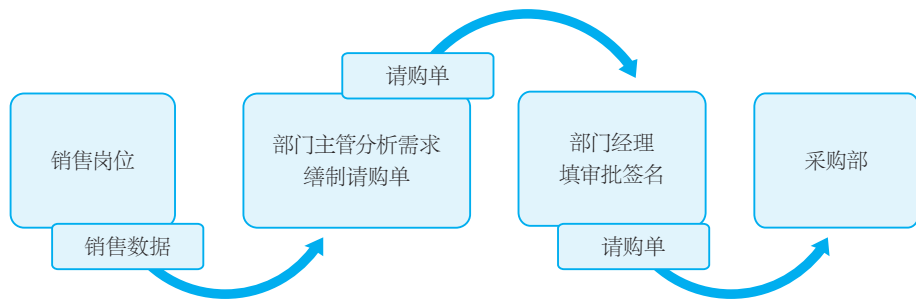 销售岗位
销售数据
请购单
部门主管分析需求
缮制请购单
部门经理
填审批签名
请购单
采购部